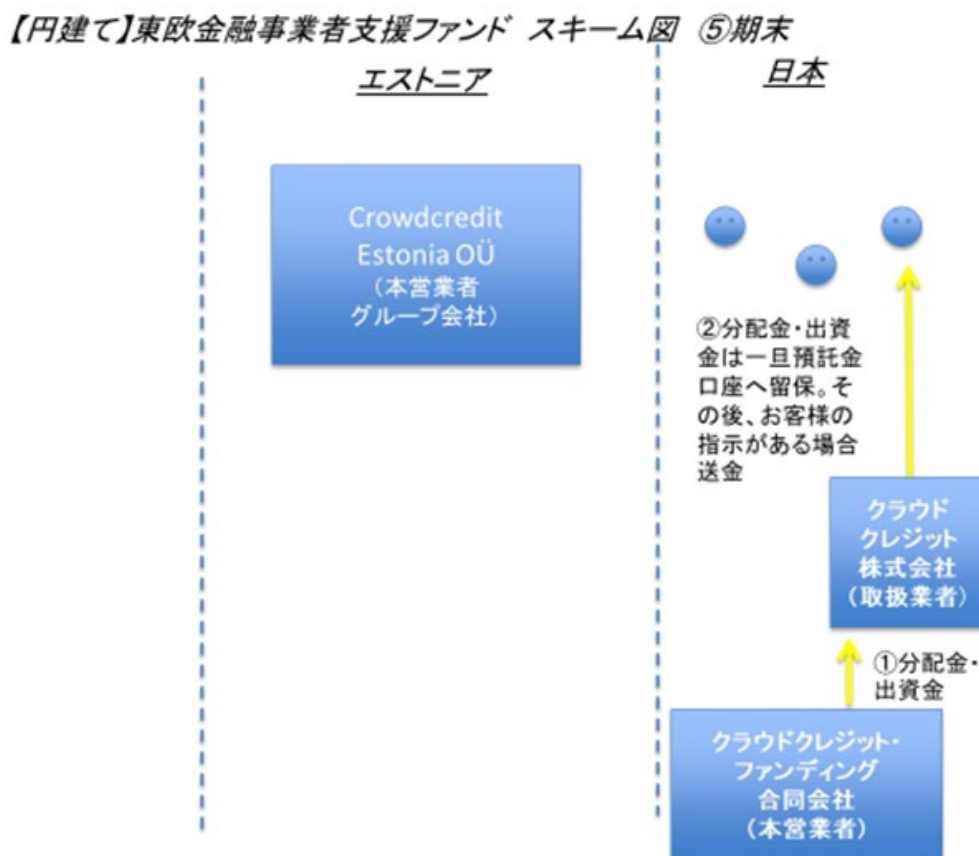 【円建て】東欧金融事業者支援ファンド スキーム図 ⑤期末
エストニア
日本
Crowdcredit
Estonia OÜ
（本営業者
グループ会社）
②分配金・出資
金は一旦預託金
口座へ留保。そ
の後、お客様の
指示がある場合
送金
クラウド
クレジット
株式会社
（取扱業者）
①分配金・
出資金
クラウドクレジット・
ファンディング
合同会社
（本営業者）